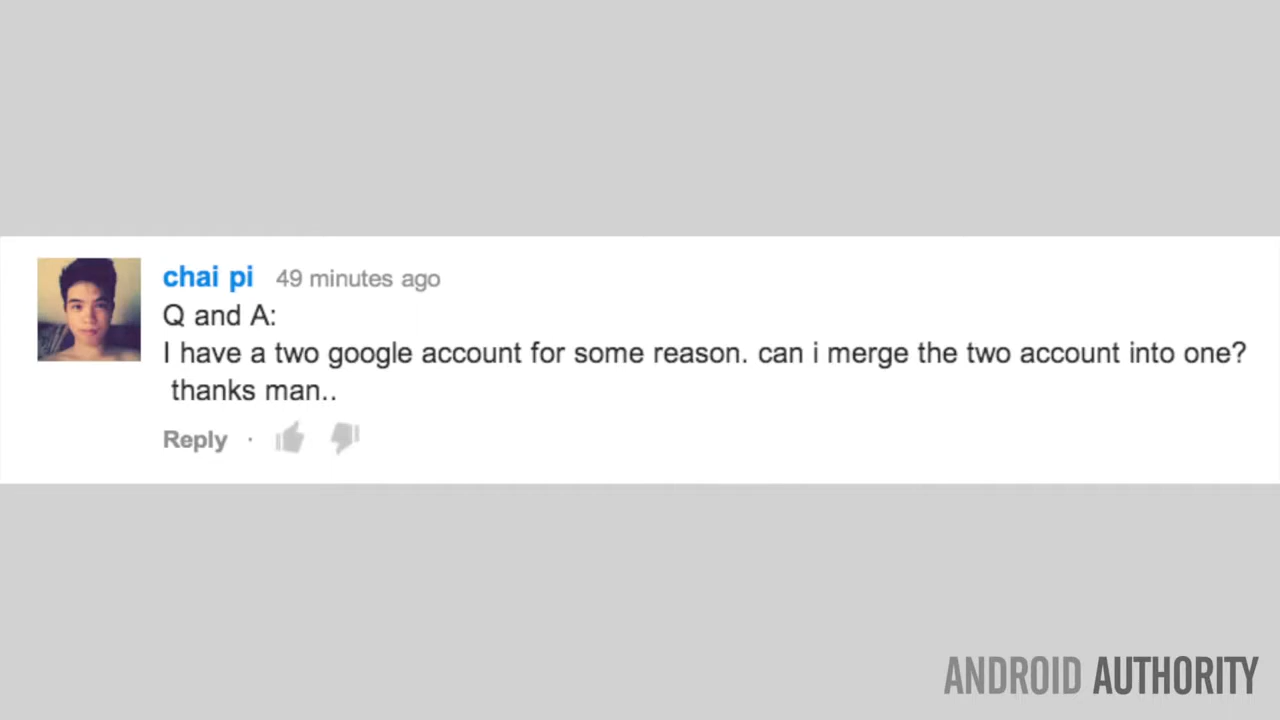 chai pi 49 minutes ago
Q and A:
I have a two google account for some reason. can i merge the two account into one?
thanks man..
Reply ·
ANDROID AUTHORITY